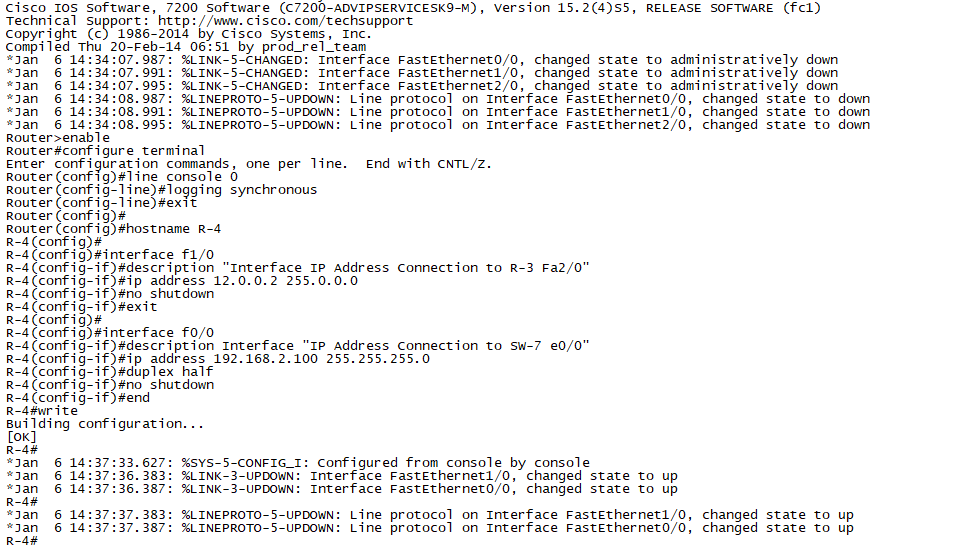 Cisco IOS Software, 7200 Software (C7200-ADVIPSERVICESK9-M), Version 15.2(4)S5, RELEASE SOFTWARE (fc1)
Technical Support: http://www.cisco.com/techsupport
Copyright (c) 1986-2014 by Cisco Systems, Inc.
Compiled Thu 20-Feb-14 06:51 by prod_rel_team
*Jan  6 14:34:07.987: %LINK-5-CHANGED: Interface FastEthernet0/0, changed state to administratively down
*Jan  6 14:34:07.991: %LINK-5-CHANGED: Interface FastEthernet1/0, changed state to administratively down
*Jan  6 14:34:07.995: %LINK-5-CHANGED: Interface FastEthernet2/0, changed state to administratively down
*Jan  6 14:34:08.987: %LINEPROTO-5-UPDOWN: Line protocol on Interface FastEthernet0/0, changed state to down
*Jan  6 14:34:08.991: %LINEPROTO-5-UPDOWN: Line protocol on Interface FastEthernet1/0, changed state to down
*Jan  6 14:34:08.995: %LINEPROTO-5-UPDOWN: Line protocol on Interface FastEthernet2/0, changed state to down
Router>enable
Router#configure terminal
Enter configuration commands, one per line.  End with CNTL/Z.
Router(config)#line console 0
Router(config-line)#logging synchronous
Router(config-line)#exit
Router(config)#
Router(config)#hostname R-4
R-4(config)#
R-4(config)#interface f1/0
R-4(config-if)#description "Interface IP Address Connection to R-3 Fa2/0"
R-4(config-if)#ip address 12.0.0.2 255.0.0.0
R-4(config-if)#no shutdown
R-4(config-if)#exit
R-4(config)#
R-4(config)#interface f0/0
R-4(config-if)#description Interface "IP Address Connection to SW-7 e0/0"
R-4(config-if)#ip address 192.168.2.100 255.255.255.0
R-4(config-if)#duplex half
R-4(config-if)#no shutdown
R-4(config-if)#end
R-4#write
Building configuration...
[OK]
R-4#
*Jan  6 14:37:33.627: %SYS-5-CONFIG_I: Configured from console by console
*Jan  6 14:37:36.383: %LINK-3-UPDOWN: Interface FastEthernet1/0, changed state to up
*Jan  6 14:37:36.387: %LINK-3-UPDOWN: Interface FastEthernet0/0, changed state to up
R-4#
*Jan  6 14:37:37.383: %LINEPROTO-5-UPDOWN: Line protocol on Interface FastEthernet1/0, changed state to up
*Jan  6 14:37:37.387: %LINEPROTO-5-UPDOWN: Line protocol on Interface FastEthernet0/0, changed state to up
R-4#